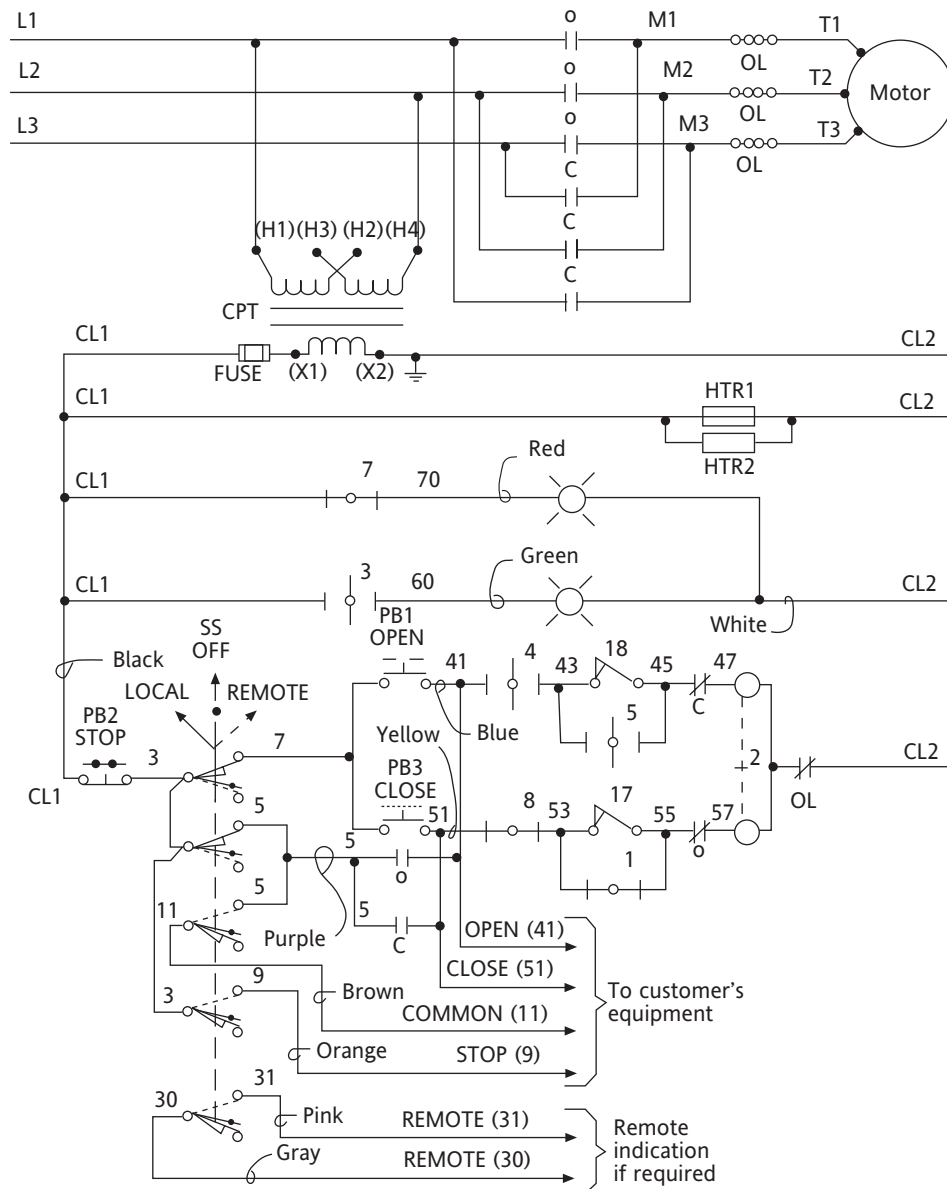 L1
o
M1
T1
OL
L2
o
M2
T2
OL
Motor
L3
o
M3
T3
OL
C
C
C
(H1) (H3) (H2) (H4)
CPT
CL1
FUSE
(X1)
(X2)
CL2
CL1
HTR1
HTR2
CL2
CL1
7
70
Red
CL1
3
60
Green
CL2
White
Black
SS
OFF
LOCAL
REMOTE
PB2
STOP
CL1
3
7
PB1
OPEN
41
4
43
18
45
47
C
5
Blue
Yellow
PB3
CLOSE
51
8
53
17
55
57
o
1
2
OL
CL2
5
5
o
5
5
C
Purple
11
Brown
3
9
Orange
OPEN (41)
CLOSE (51)
COMMON (11)
STOP (9)
To customer's
equipment
30
31
Pink
Gray
REMOTE (31)
REMOTE (30)
Remote
indication
if required